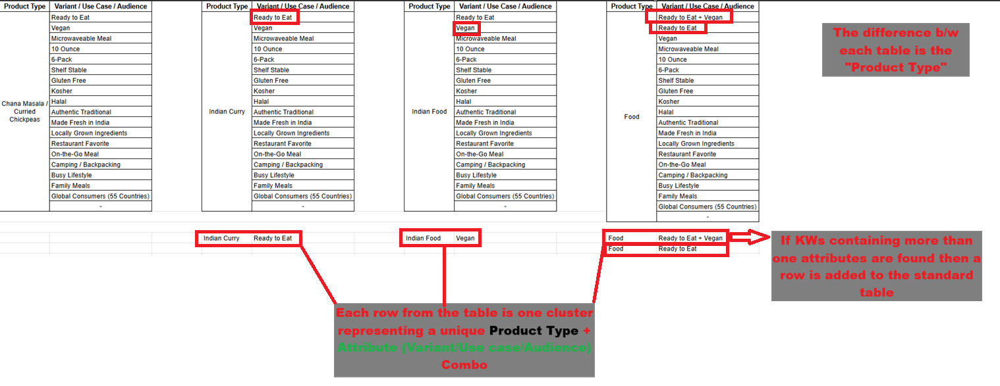 Product Type Variant / Use Case / Audience
Ready to Eat
Vegan
Microwaveable Meal
10 Ounce
6-Pack
Shelf Stable
Gluten Free
Kosher
Halal
Chana Masala /
Curried
Chickpeas
Authentic Traditional
Made Fresh in India
Locally Grown Ingredients
Restaurant Favorite
On-the-Go Meal
Camping / Backpacking
Busy Lifestyle
Family Meals
Global Consumers (55 Countries)
-
Product Type Variant / Use Case / Audience
Ready to Eat
Vegan
Microwaveable Meal
10 Ounce
6-Pack
Shelf Stable
Gluten Free
Kosher
Halal
Indian Curry
Authentic Traditional
Made Fresh in India
Locally Grown Ingredients
Restaurant Favorite
On-the-Go Meal
Camping / Backpacking
Busy Lifestyle
Family Meals
Global Consumers (55 Countries)
-
Product Type Variant / Use Case / Audience
Ready to Eat
Vegan
Microwaveable Meal
10 Ounce
6-Pack
Shelf Stable
Gluten Free
Kosher
Halal
Indian Food
Authentic Traditional
Made Fresh in India
Locally Grown Ingredients
Restaurant Favorite
On-the-Go Meal
Camping / Backpacking
Busy Lifestyle
Family Meals
Global Consumers (55 Countries)
-
Product Type Variant / Use Case / Audience
Ready to Eat + Vegan
Ready to Eat
Vegan
Microwaveable Meal
10 Ounce
6-Pack
Shelf Stable
Gluten Free
Kosher
Halal
Food
Authentic Traditional
Made Fresh in India
Locally Grown Ingredients
Restaurant Favorite
On-the-Go Meal
Camping / Backpacking
Busy Lifestyle
Family Meals
Global Consumers (55 Countries)
-
The difference b/w
each table is the
"Product Type"
Indian Curry Ready to Eat
Indian Food Vegan
Food Ready to Eat + Vegan
Food Ready to Eat
If KWs containing more than
one attributes are found then a
row is added to the standard
table
Each row from the table is one cluster
representing a unique Product Type +
Attribute (Variant/Use case/Audience)
Combo